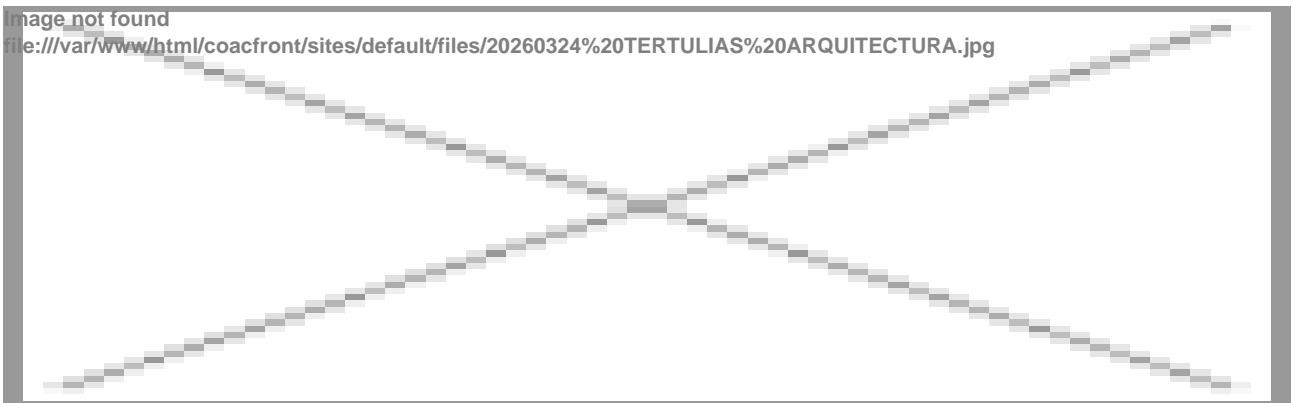 Image not found
file:///var/www/html/coacfront/sites/default/files/20260324%20TERTULIAS%20ARQUITECTURA.jpg